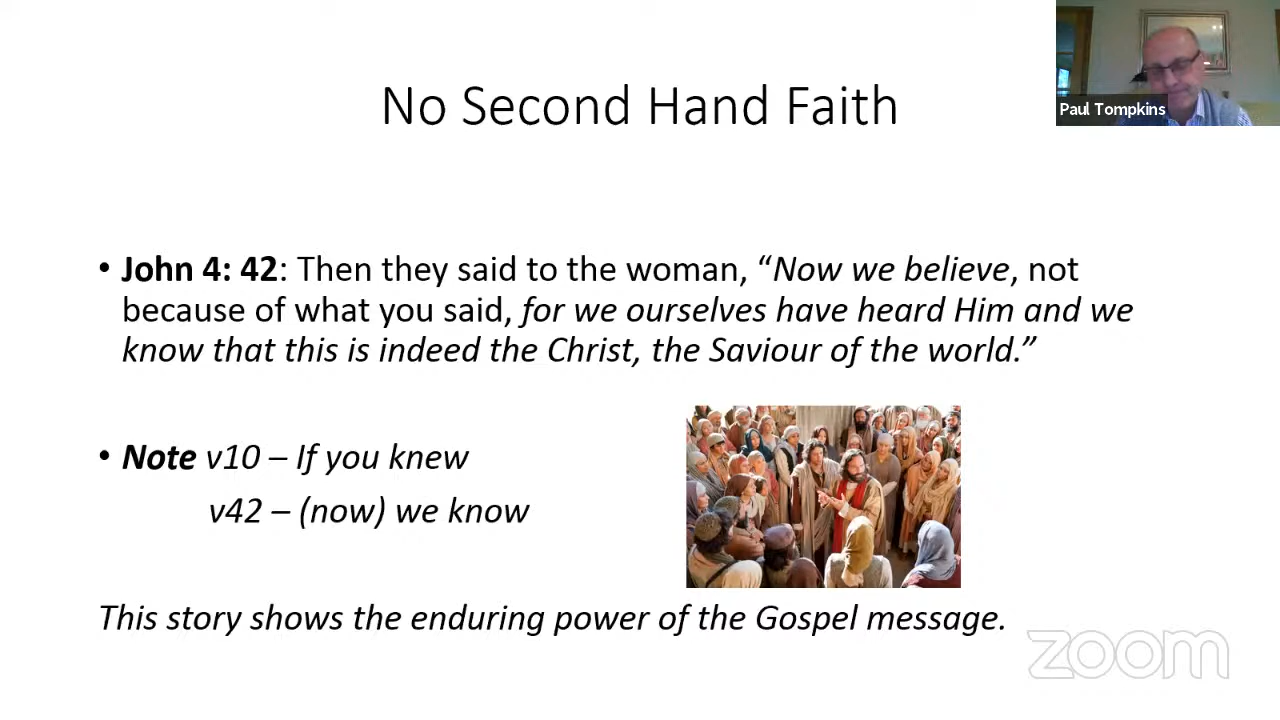 No Second Hand Faith
Paul Tompkins
• John 4: 42: Then they said to the woman, “Now we believe, not
because of what you said, for we ourselves have heard Him and we
know that this is indeed the Christ, the Saviour of the world.”
• Note v10 – If you knew
v42 – (now) we know
This story shows the enduring power of the Gospel message.
zoom